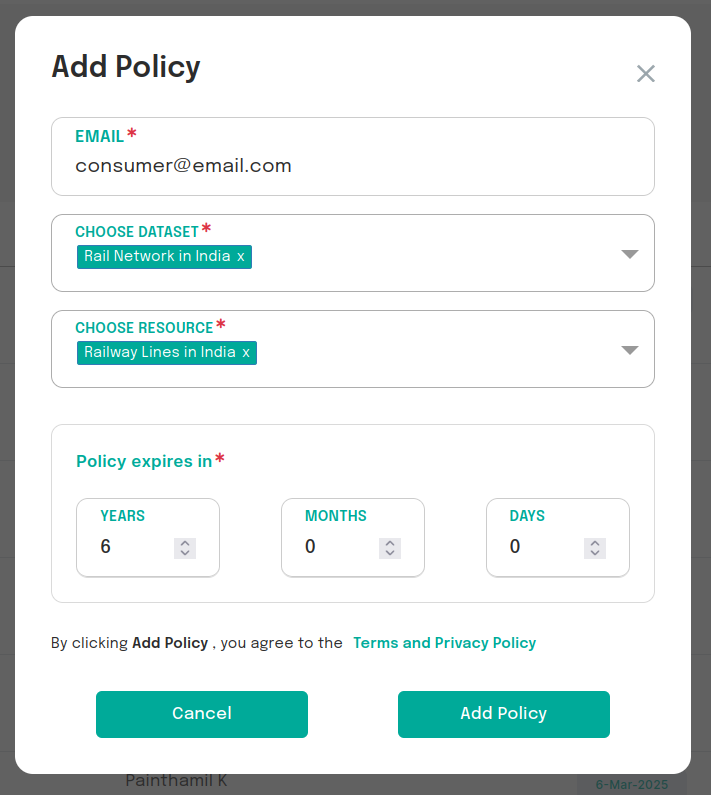 Add Policy
EMAIL*
consumer@email.com
CHOOSE DATASET*
Rail Network in India x
CHOOSE RESOURCE*
Railway Lines in India x
Policy expires in*
YEARS MONTHS DAYS
6 0 0
By clicking Add Policy , you agree to the Terms and Privacy Policy
Cancel Add Policy
Painthamil K 6-Mar-2025